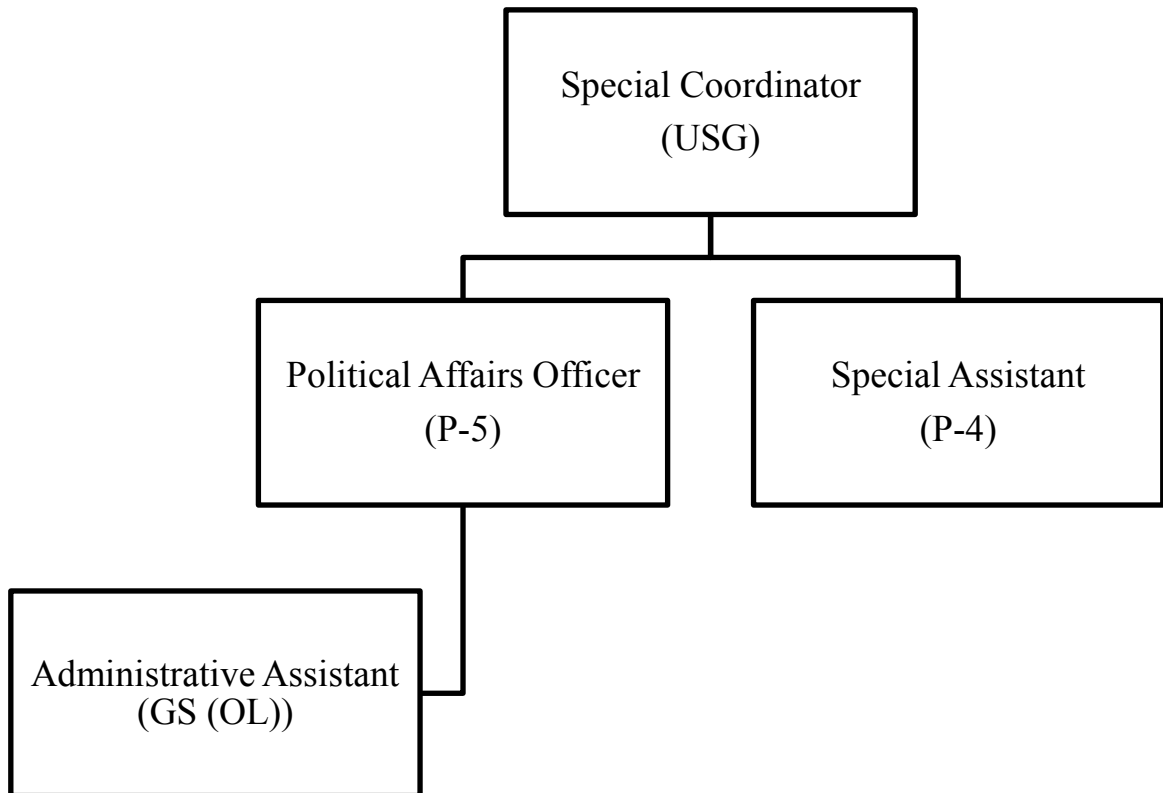 Special Coordinator
(USG)
Political Affairs Officer
(P-5)
Special Assistant
(P-4)
Administrative Assistant
(GS (OL))